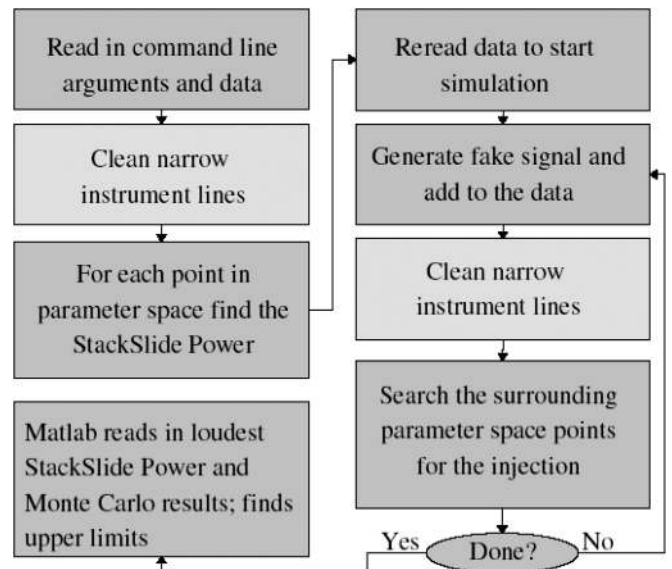 Read in command line
arguments and data
Clean narrow
instrument lines
For each point in
parameter space find the
StackSlide Power
Reread data to start
simulation
Generate fake signal and
add to the data
Clean narrow
instrument lines
Search the surrounding
parameter space points
for the injection
Yes
Done?
No
Matlab reads in loudest
StackSlide Power and
Monte Carlo results; finds
upper limits